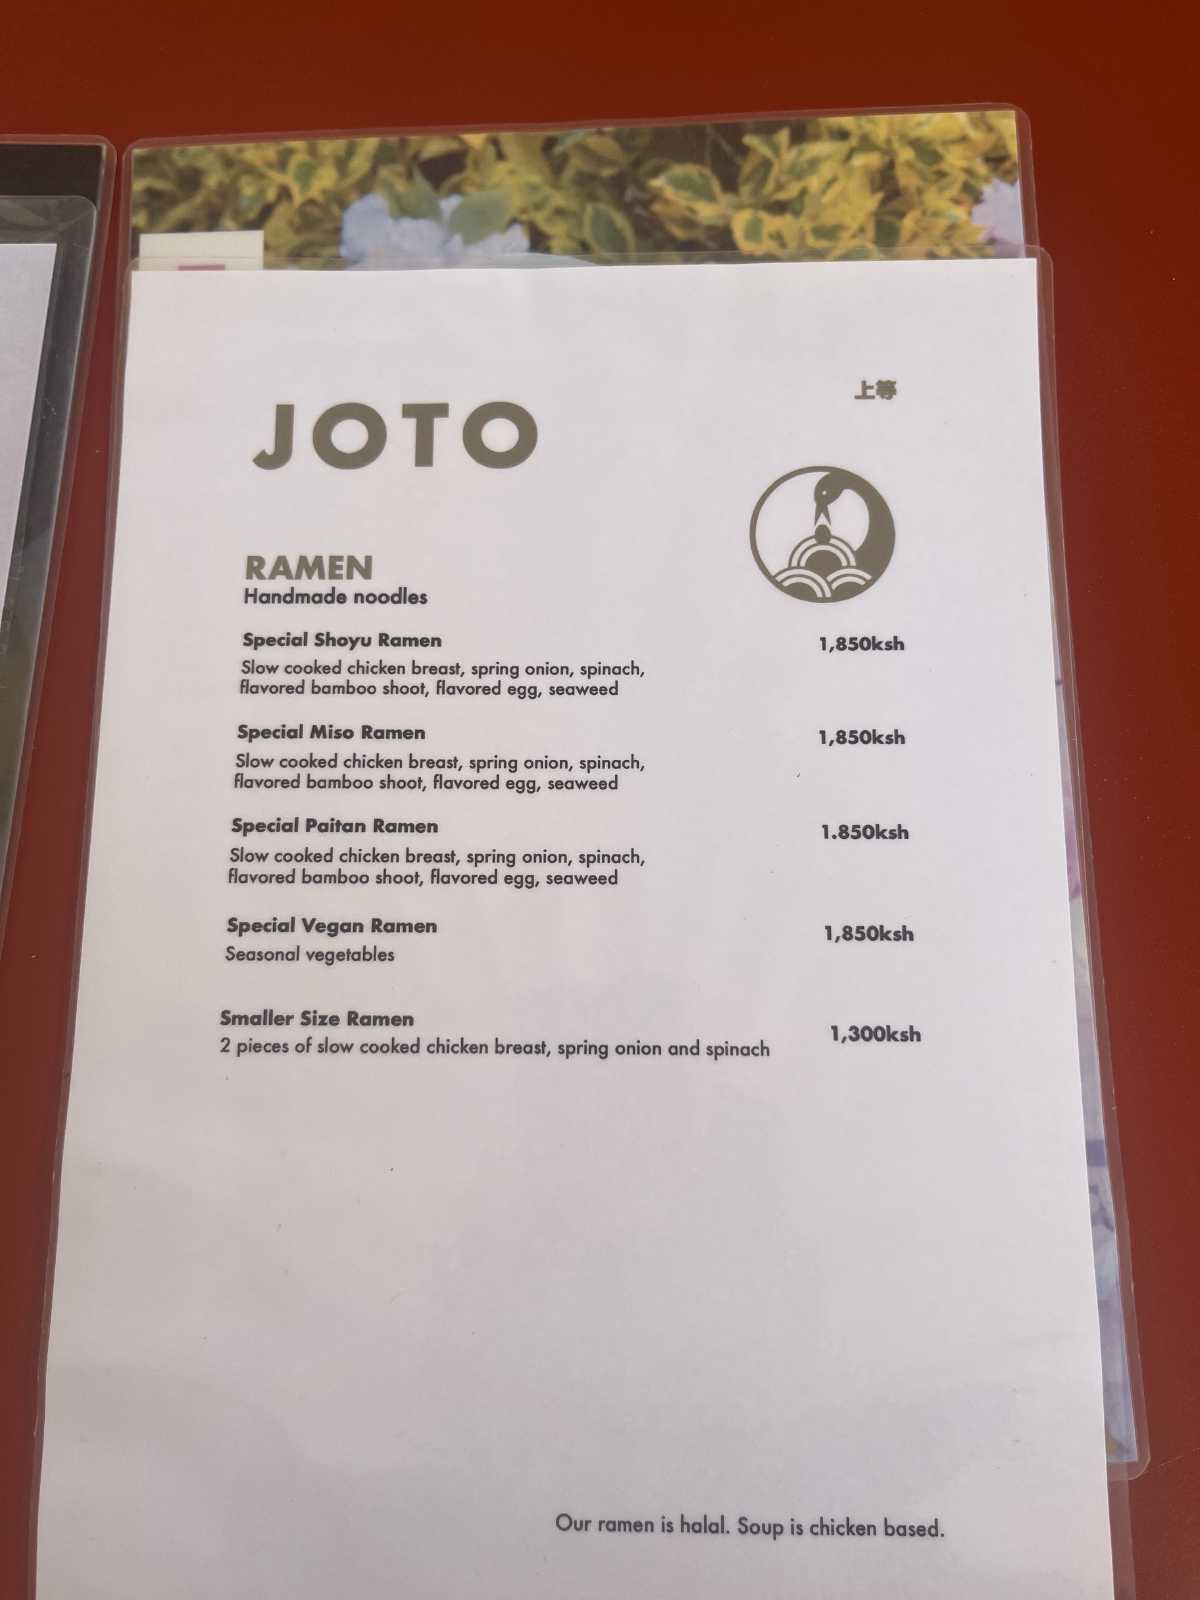 上等
JOTO
RAMEN
Handmade noodles
Special Shoyu Ramen 1,850ksh
Slow cooked chicken breast, spring onion, spinach,
flavored bamboo shoot, flavored egg, seaweed
Special Miso Ramen 1,850ksh
Slow cooked chicken breast, spring onion, spinach,
flavored bamboo shoot, flavored egg, seaweed
Special Paitan Ramen 1.850ksh
Slow cooked chicken breast, spring onion, spinach,
flavored bamboo shoot, flavored egg, seaweed
Special Vegan Ramen 1,850ksh
Seasonal vegetables
Smaller Size Ramen 1,300ksh
2 pieces of slow cooked chicken breast, spring onion and spinach
Our ramen is halal. Soup is chicken based.